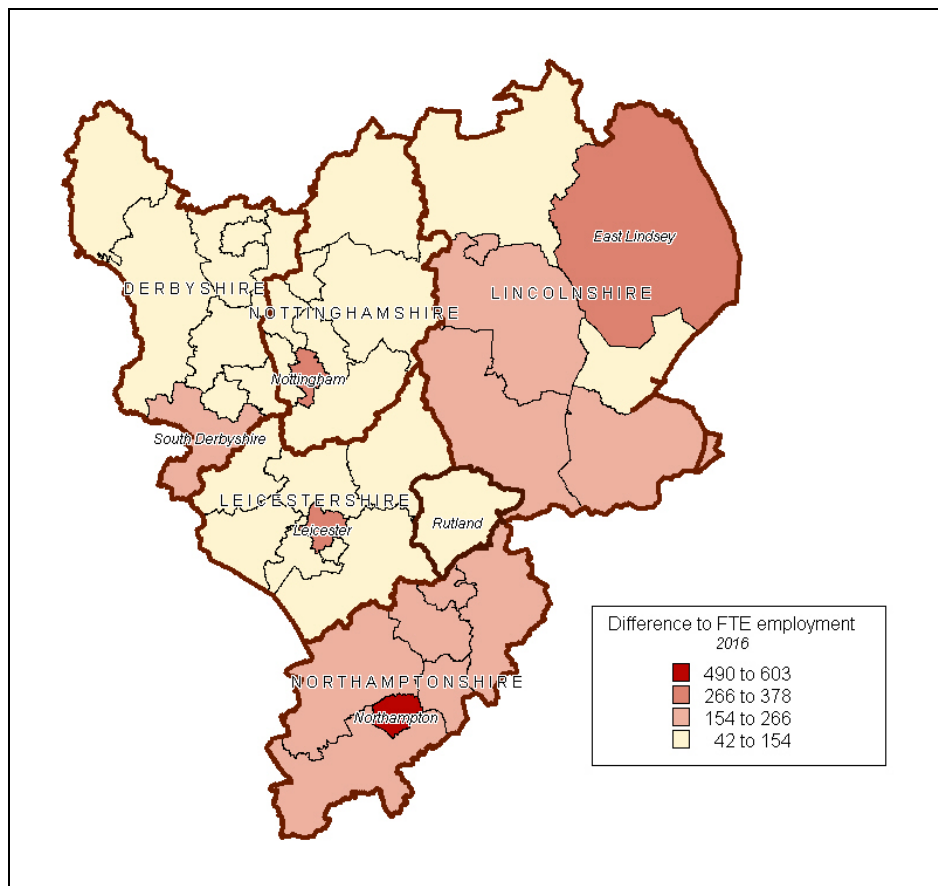 East Lindsey
DERBYSHIRE
LINCOLNSHIRE
NOTTINGHAMSHIRE
Nottingham
South Derbyshire
LEICESTERSHIRE
Leicester
Rutland
NORTHAMPTONSHIRE
Northampton
Difference to FTE employment
2016
490 to 603
266 to 378
154 to 266
42 to 154